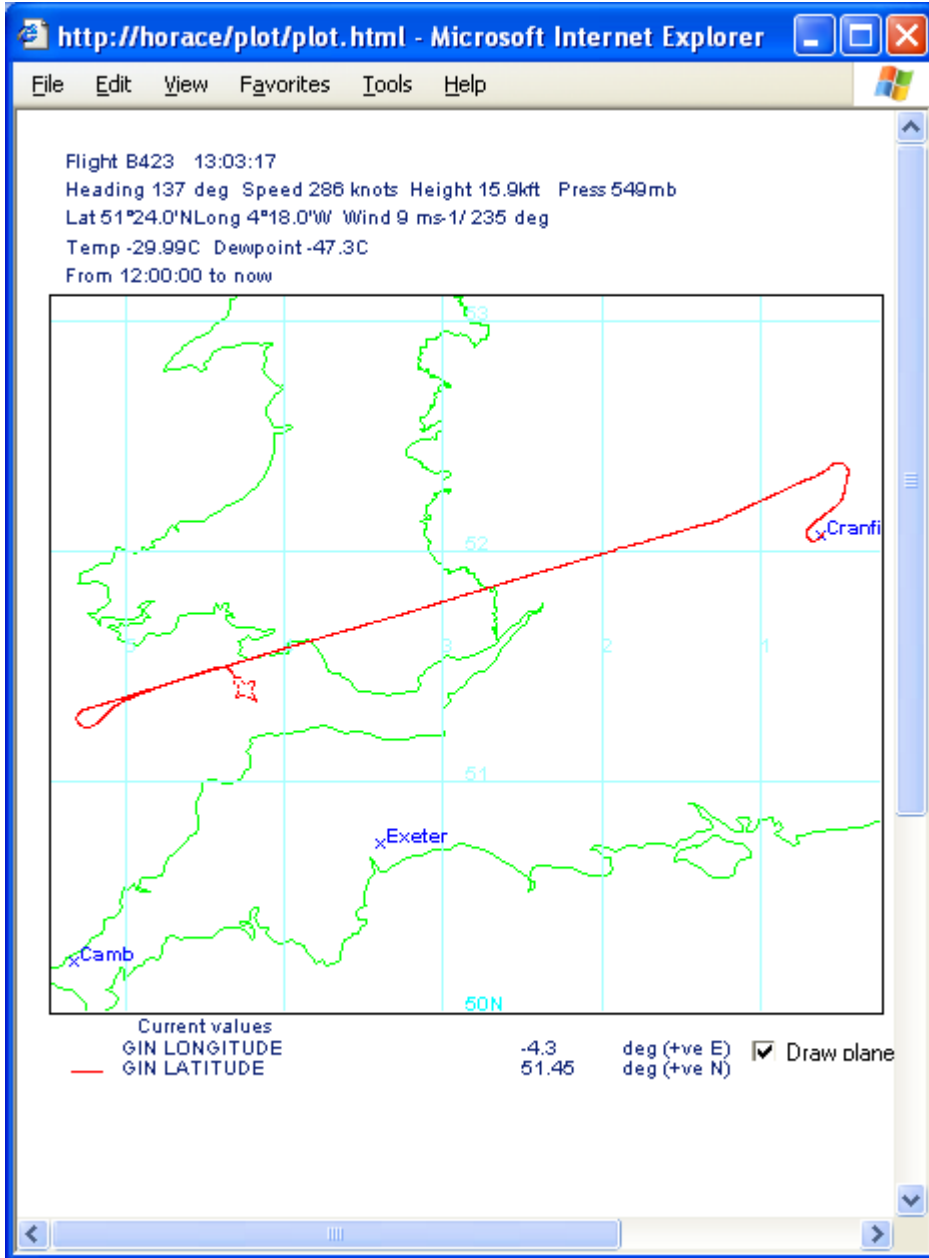 http://horace/plot/plot.html - Microsoft Internet Explorer
File Edit View Favorites Tools Help
Flight B423 13:03:17
Heading 137 deg Speed 286 knots Height 15.9kft Press 549mb
Lat 51°24.0'NLong 4°18.0'W Wind 9 ms-1/ 235 deg
Temp -29.99C Dewpoint -47.3C
From 12:00:00 to now
53
Cranfi
52
5 3 2 1
51
Exeter
Camb
50N
Current values
GIN LONGITUDE -4.3 deg (+ve E)
Draw plane
GIN LATITUDE 51.45 deg (+ve N)